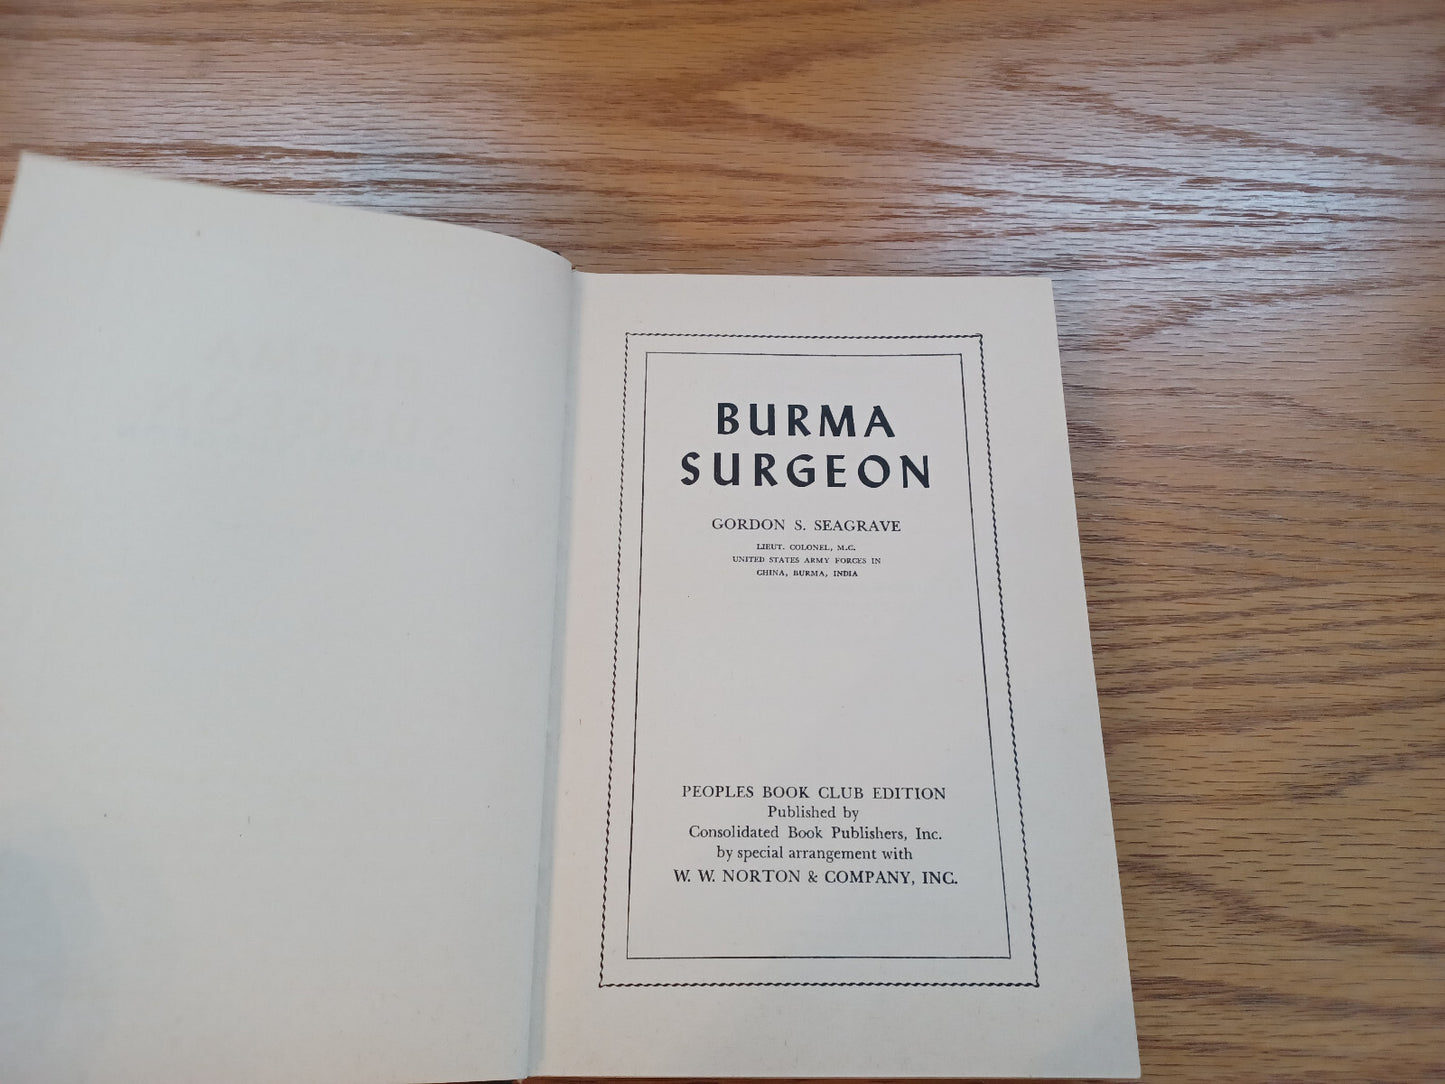 BURMA
SURGEON
GORDON S. SEAGRAVE
LIEUT. COLONEL, M.C.
UNITED STATES ARMY FORCES IN
CHINA, BURMA, INDIA
PEOPLES BOOK CLUB EDITION
Published by
Consolidated Book Publishers, Inc.
by special arrangement with
W. W. NORTON & COMPANY, INC.